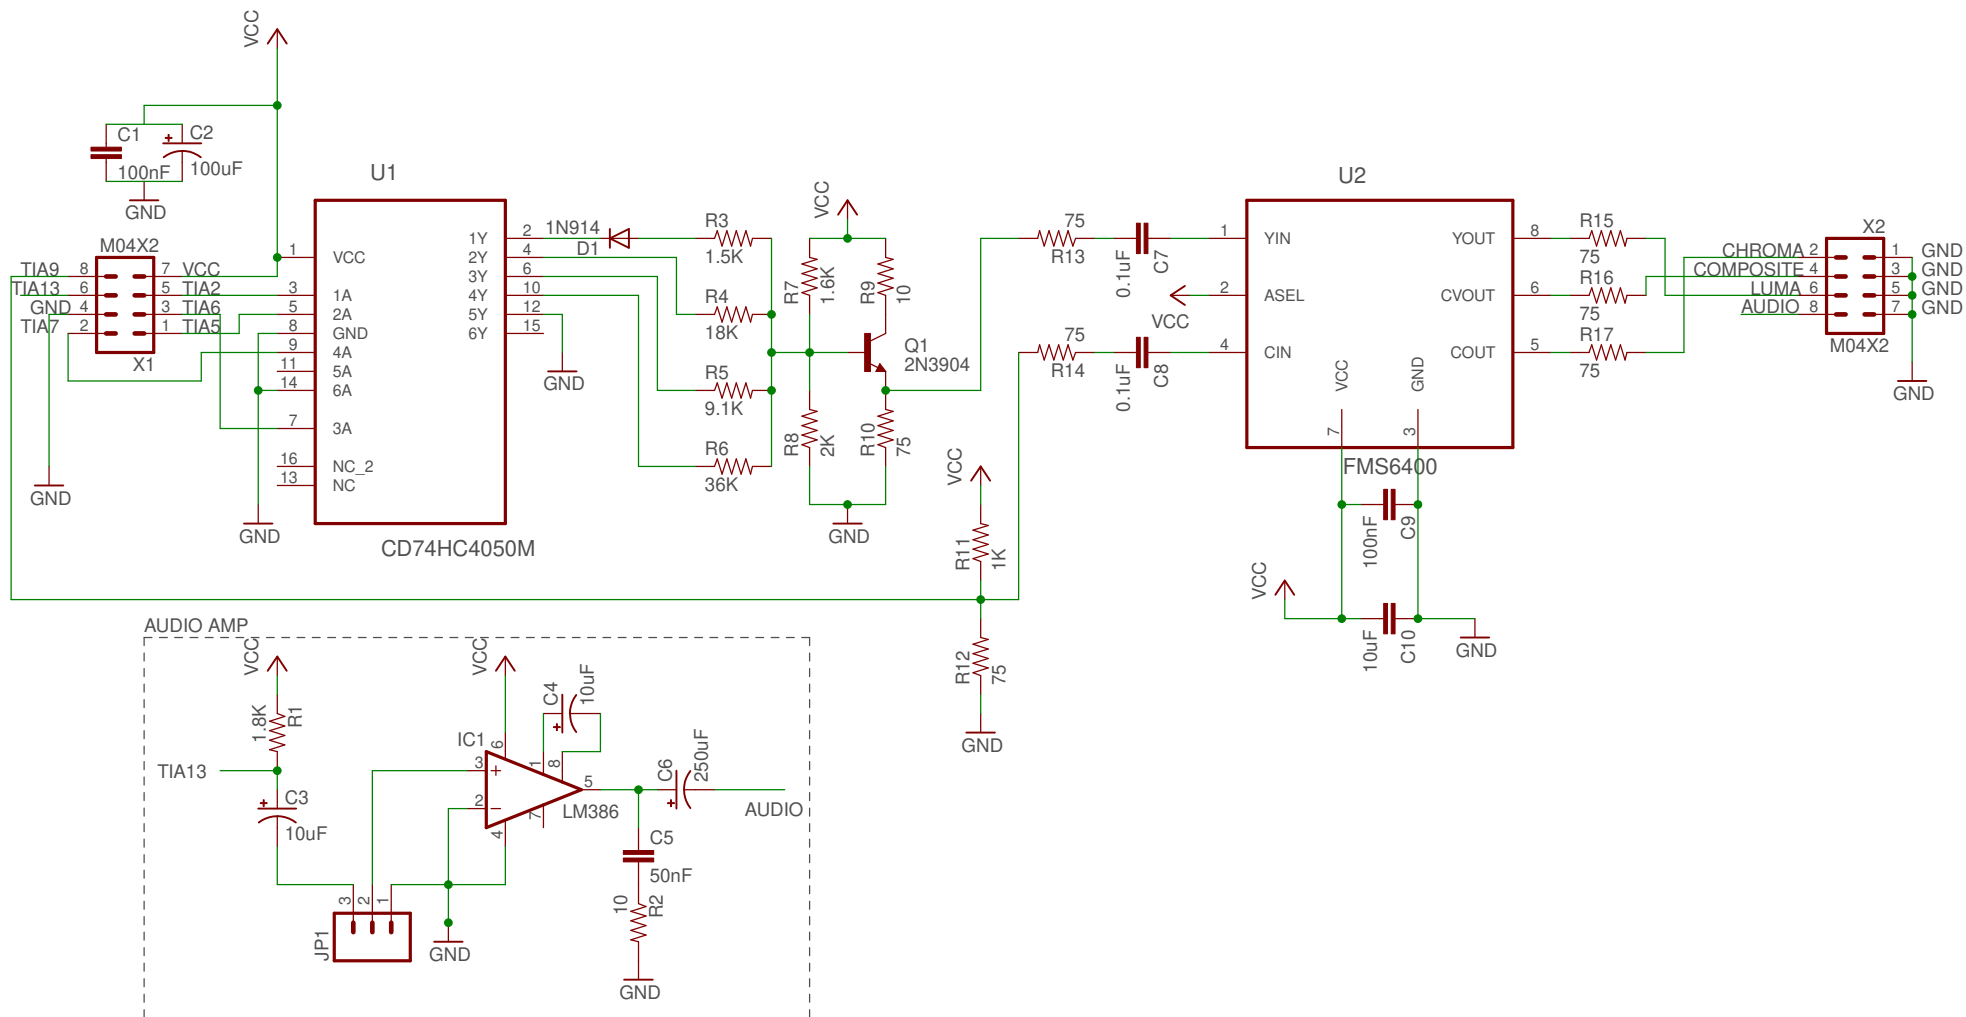 VCC
C1
C2
100nF
100uF
GND
M04X2
TIA9 8 7 VCC
TIA13 6 5 TIA2
GND 4 3 TIA6
TIA7 2 1 TIA5
X1
GND
GND
U1
1 VCC
3 1A
5 2A
8 GND
9 4A
11 5A
14 6A
7 3A
16 NC_2
13 NC
1Y 2
2Y 4
3Y 6
4Y 10
5Y 12
6Y 15
CD74HC4050M
GND
1N914
D1
R3
1.5K
R4
18K
R5
9.1K
R6
36K
VCC
R7
1.6K
R9
10
Q1
2N3904
R8
2K
R10
75
GND
75
R13
0.1uF
C7
VCC
75
R14
0.1uF
C8
VCC
R11
1K
R12
75
GND
U2
1 YIN
2 ASEL
4 CIN
YOUT 8
CVOUT 6
COUT 5
VCC
7
GND
3
FMS6400
100nF
C9
VCC
10uF
C10
GND
R15
75
R16
75
R17
75
X2
CHROMA 2 1 GND
COMPOSITE 4 3 GND
LUMA 6 5 GND
AUDIO 8 7 GND
M04X2
GND
AUDIO AMP
VCC
1.8K
R1
TIA13
C3
10uF
3
2
1
JP1
VCC
IC1
6
3 +
2 −
4
1
8
7
5
LM386
C4
10uF
GND
C6
250uF
AUDIO
C5
50nF
10
R2
GND